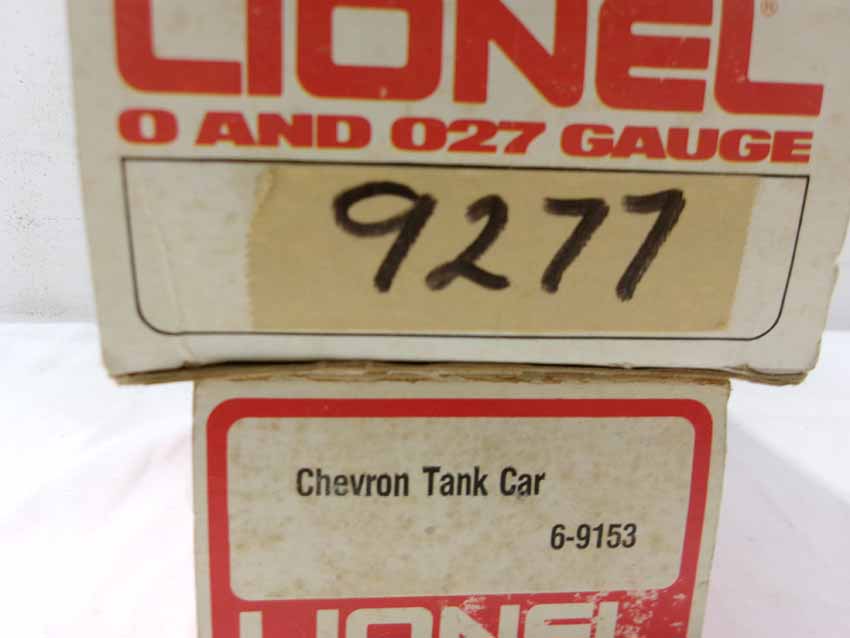 LIONEL®
O AND O27 GAUGE
9277
Chevron Tank Car
6-9153
LIONEL